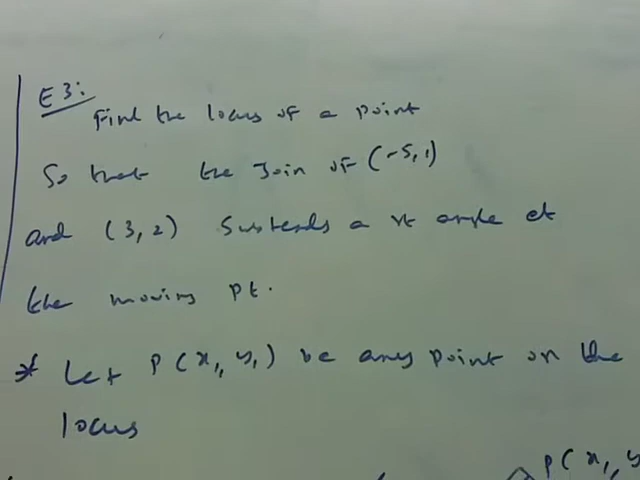 E3:
Find the locus of a point
So that the Join of (-5,1)
and (3,2) Subtends a rt angle at
the moving pt.
* Let P(x₁, y₁) be any point on the
locus
P(x₁, y